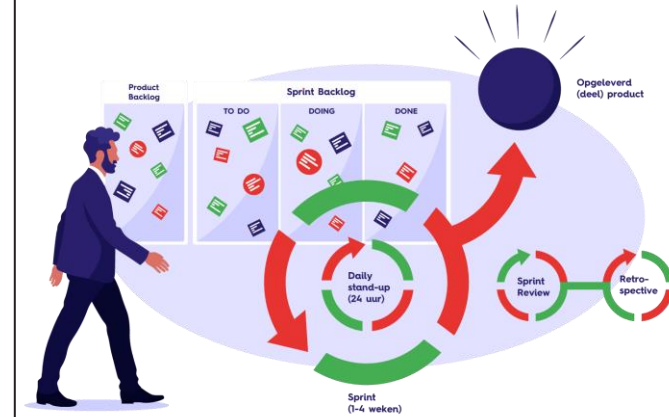 Product
Backlog
Sprint Backlog
TO DO
DOING
DONE
Opgeleverd
(deel) product
Daily
stand-up
(24 uur)
Sprint
Review
Retro-
spective
Sprint
(1-4 weken)